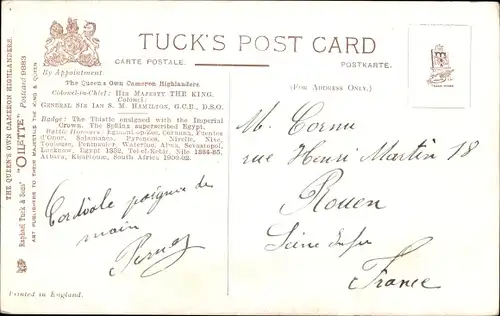 TUCK'S POST CARD
CARTE POSTALE.
POSTKARTE.
By Appointment
(FOR ADDRESS ONLY.)
The Queen's Own Cameron Highlanders.
Colonel-in-Chief: HIS MAJESTY THE KING.
Colonel:
GENERAL SIR IAN S. M. HAMILTON, G.C.B., D.S.O.
Badge: The Thistle ensigned with the Imperial
Crown. The Sphinx superscribed Egypt.
Battle Honours: Egmont-op-Zee, Corunna, Fuentes
d'Onor, Salamanca, Pyrenees, Nivelle, Nive,
Toulouse, Peninsula, Waterloo, Alma, Sevastopol,
Lucknow, Egypt 1882, Tel-el-Kebir, Nile 1884-85,
Atbara, Khartoum, South Africa 1900-02.
THE QUEEN'S OWN CAMERON HIGHLANDERS.
Raphael Tuck & Sons' "OILETTE" Postcard 9883
ART PUBLISHERS TO THEIR MAJESTIES THE KING & QUEEN
Cordiale poignée de
main
M. Cornu
rue Henri Martin 18
Rouen
Seine Infre
France
Printed in England.
TRADE MARK